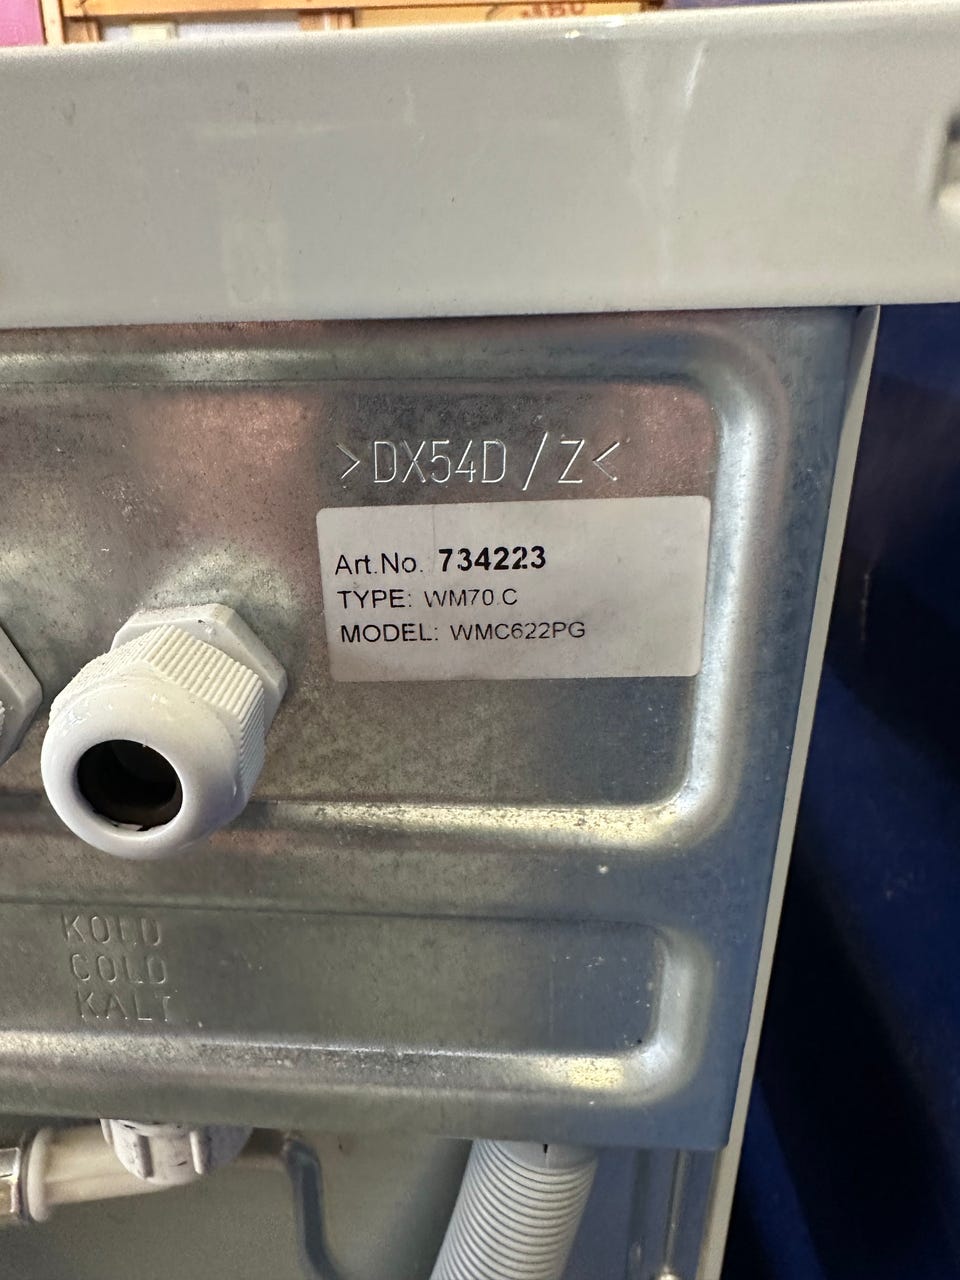 >DX54D/Z<
Art.No. 734223
TYPE: WM70.C
MODEL: WMC622PG
KOLD
COLD
KALT